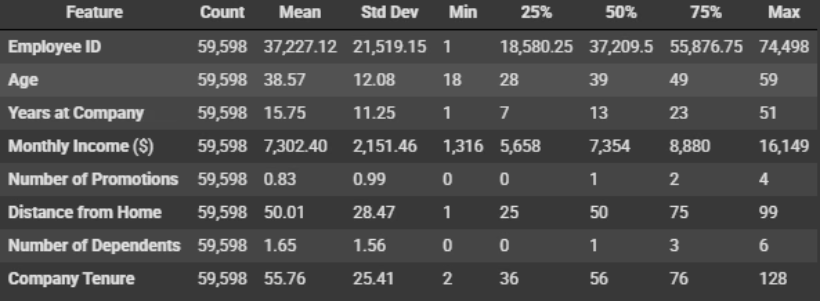 Feature Count Mean Std Dev Min 25% 50% 75% Max
Employee ID 59,598 37,227.12 21,519.15 1 18,580.25 37,209.5 55,876.75 74,498
Age 59,598 38.57 12.08 18 28 39 49 59
Years at Company 59,598 15.75 11.25 1 7 13 23 51
Monthly Income ($) 59,598 7,302.40 2,151.46 1,316 5,658 7,354 8,880 16,149
Number of Promotions 59,598 0.83 0.99 0 0 1 2 4
Distance from Home 59,598 50.01 28.47 1 25 50 75 99
Number of Dependents 59,598 1.65 1.56 0 0 1 3 6
Company Tenure 59,598 55.76 25.41 2 36 56 76 128